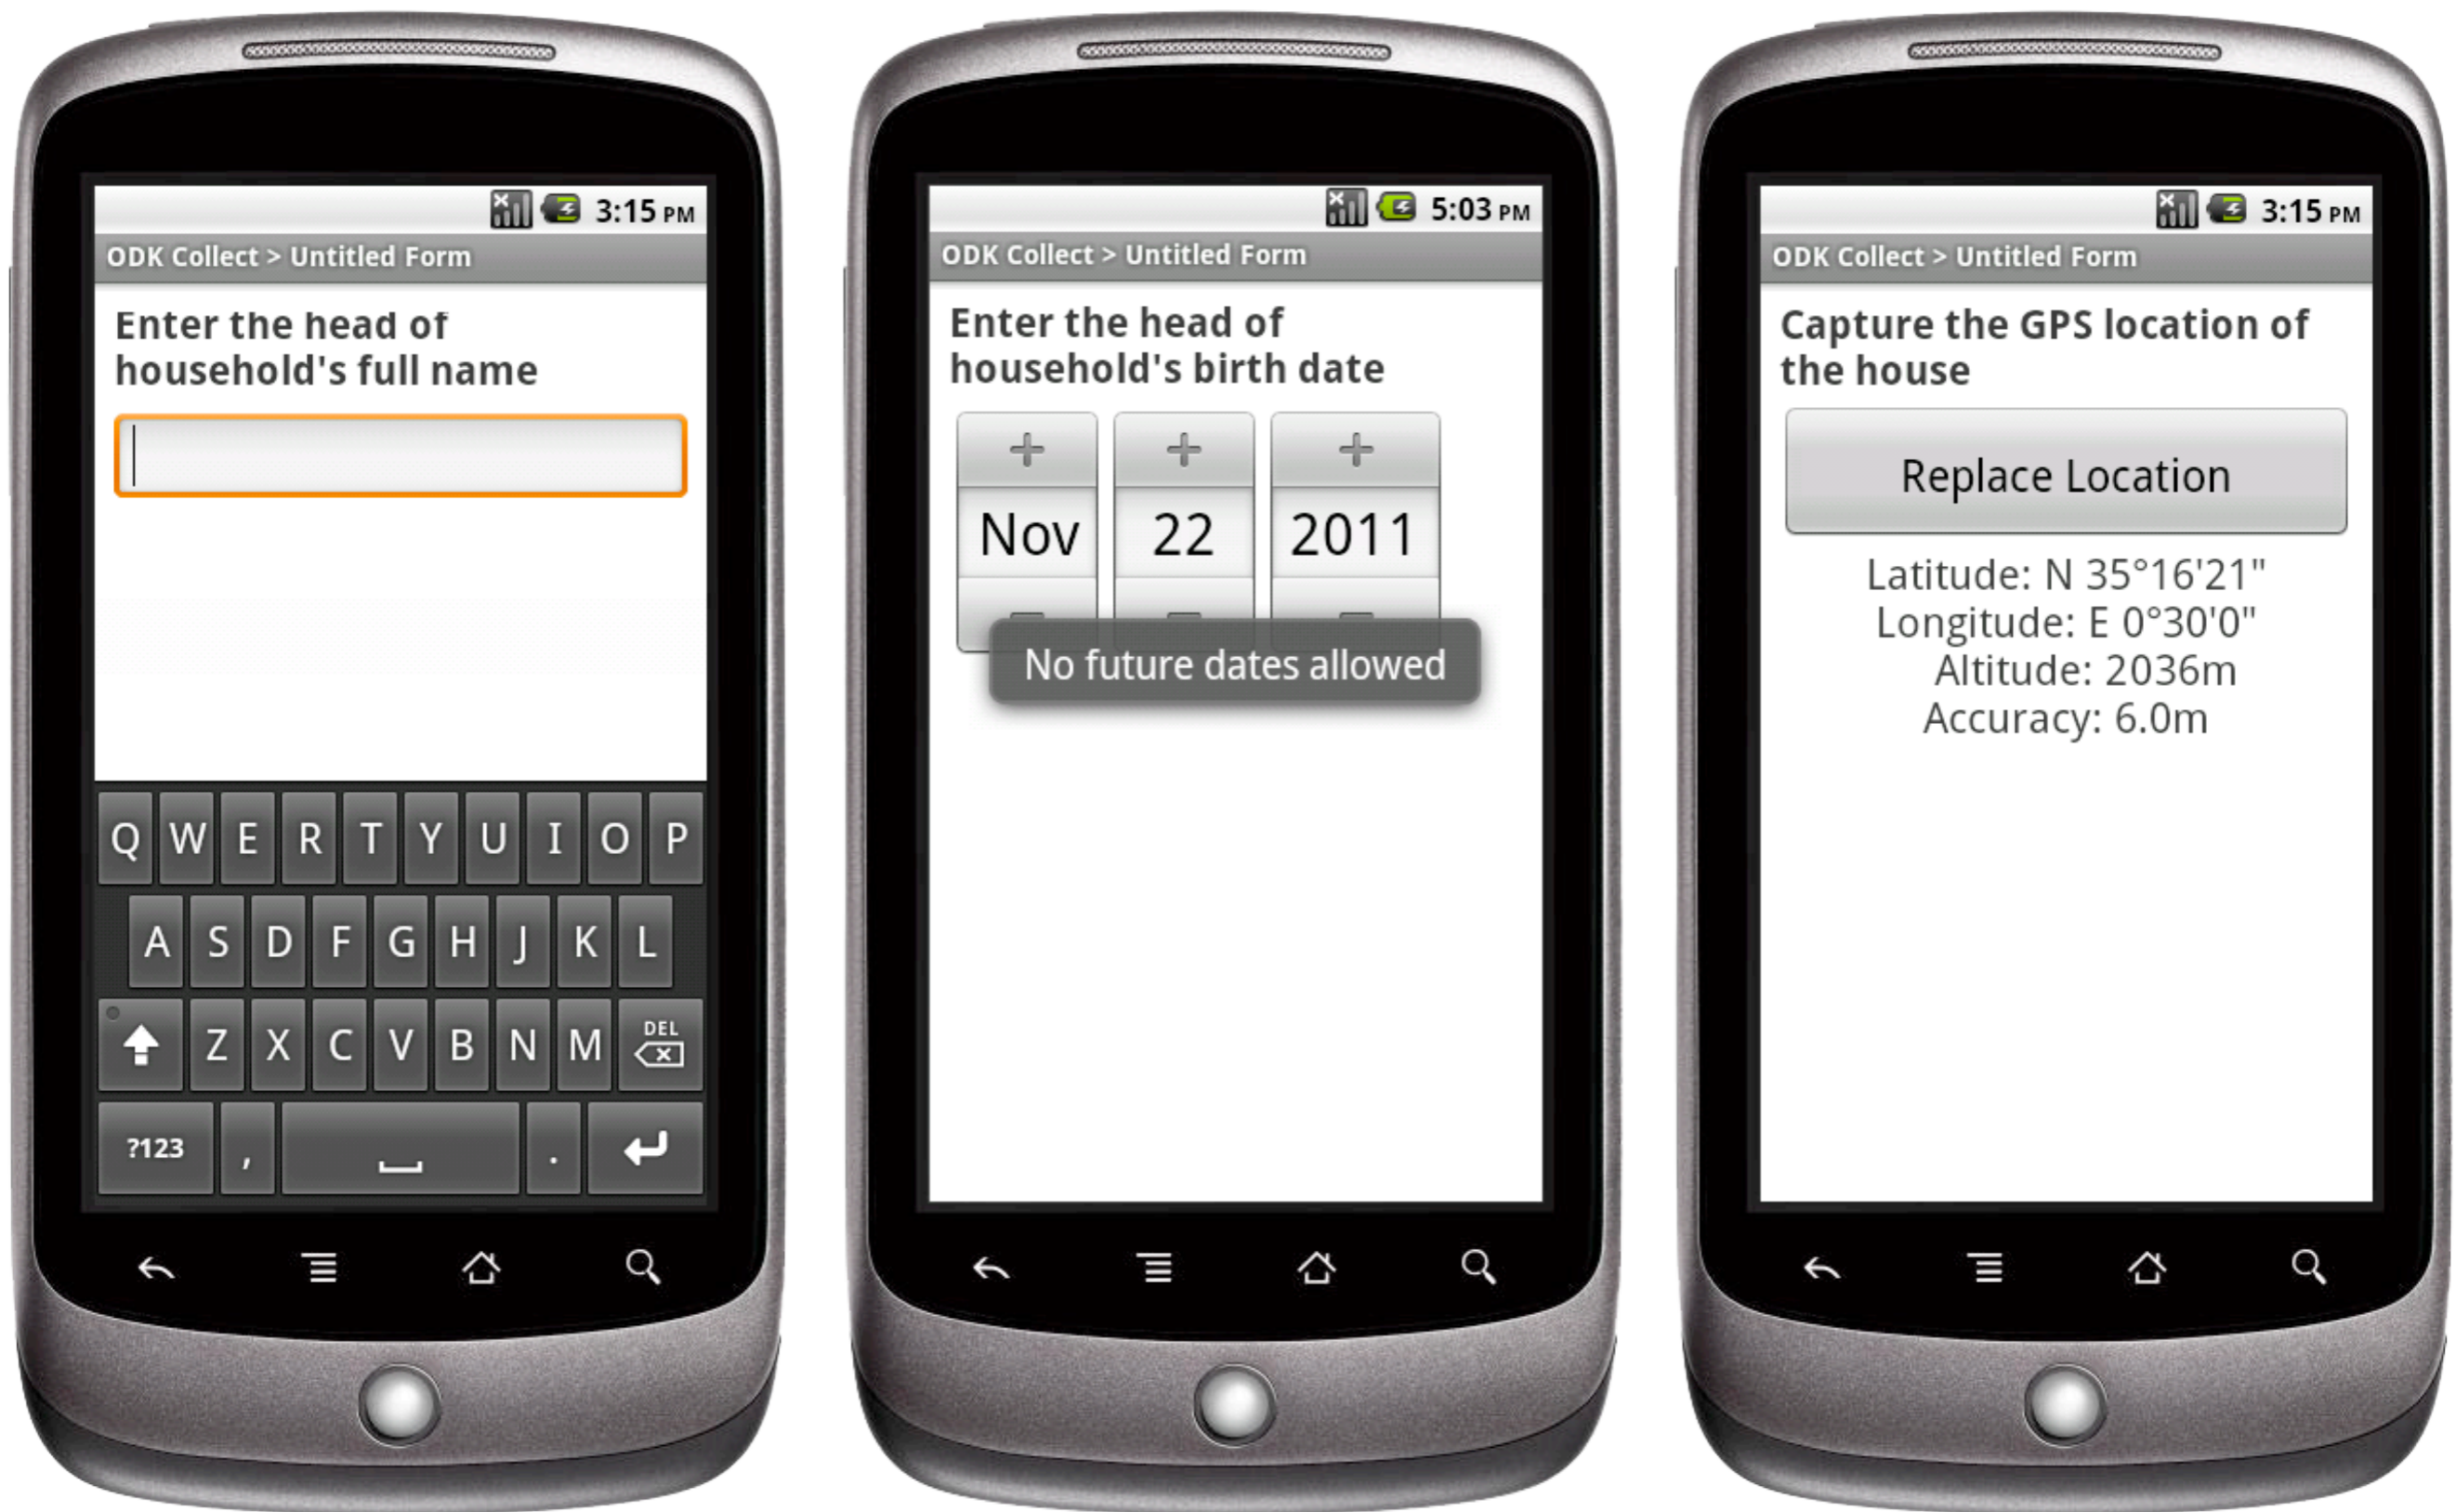 3:15 PM
ODK Collect > Untitled Form
Enter the head of
household's full name
Q W E R T Y U I O P
A S D F G H J K L
Z X C V B N M DEL
?123 , .
5:03 PM
ODK Collect > Untitled Form
Enter the head of
household's birth date
+ + +
Nov 22 2011
No future dates allowed
3:15 PM
ODK Collect > Untitled Form
Capture the GPS location of
the house
Replace Location
Latitude: N 35°16'21"
Longitude: E 0°30'0"
Altitude: 2036m
Accuracy: 6.0m